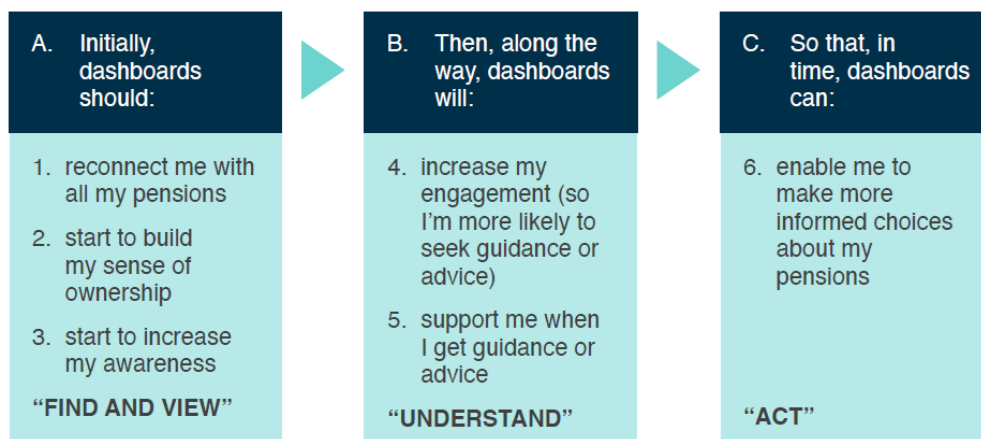 A. Initially,
dashboards
should:
1. reconnect me with
all my pensions
2. start to build
my sense of
ownership
3. start to increase
my awareness
“FIND AND VIEW”
B. Then, along the
way, dashboards
will:
4. increase my
engagement (so
I’m more likely to
seek guidance or
advice)
5. support me when
I get guidance or
advice
“UNDERSTAND”
C. So that, in
time, dashboards
can:
6. enable me to
make more
informed choices
about my
pensions
“ACT”